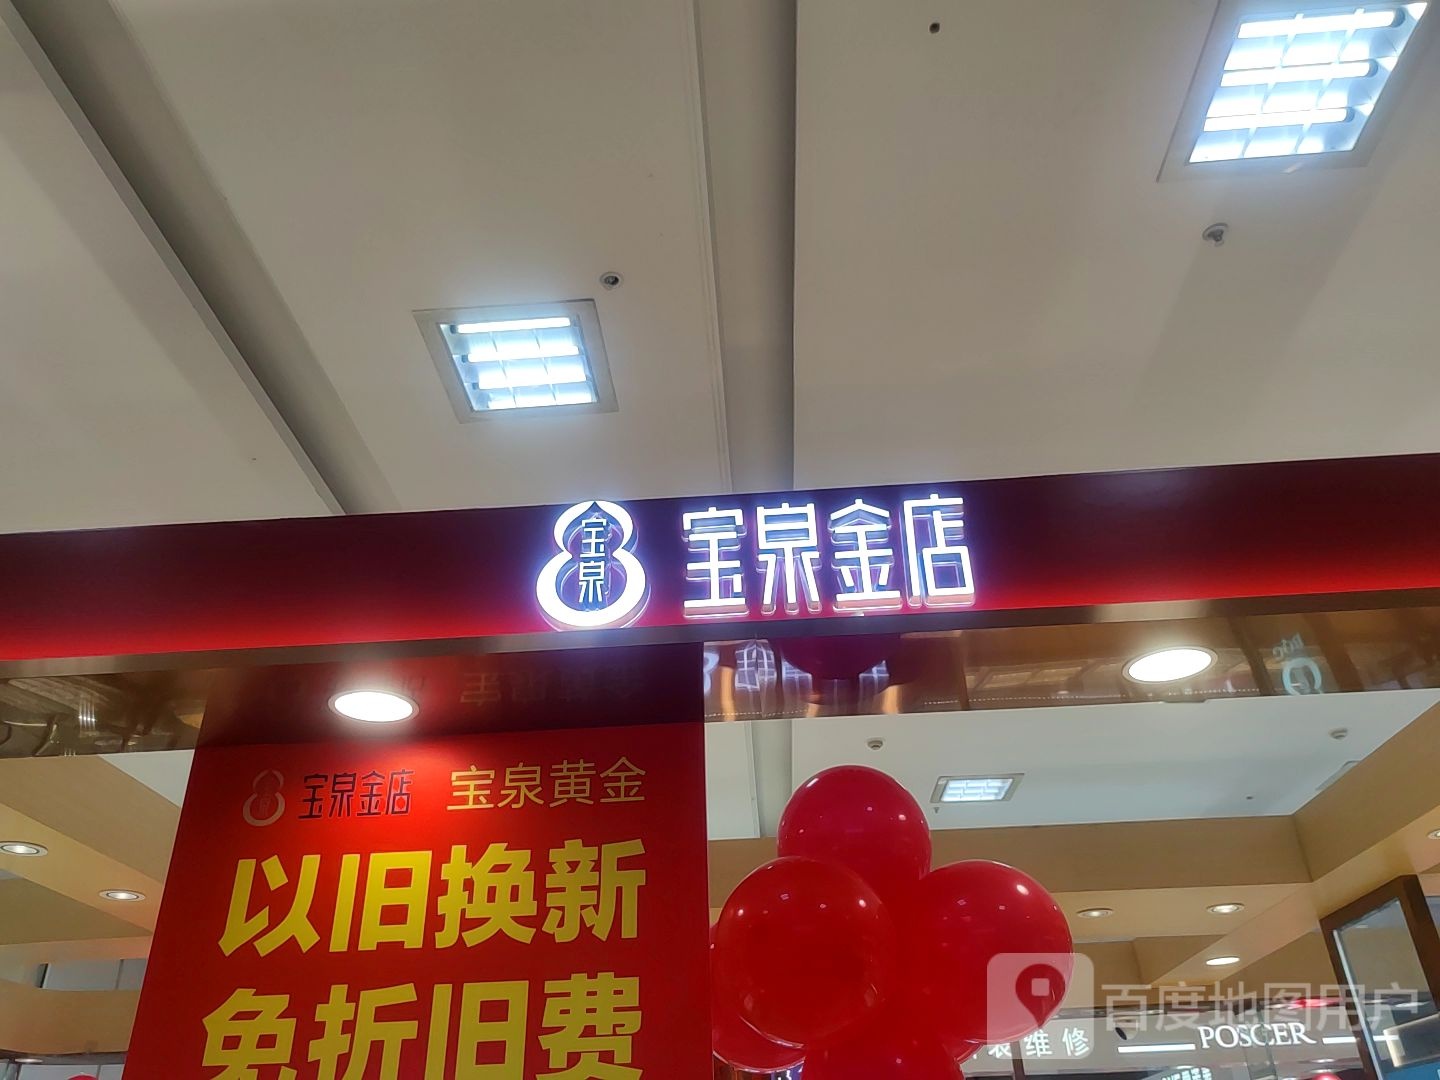 宝泉 宝泉金店
宝泉金店 宝泉黄金
以旧换新
免折旧费
百度地图用户
装维修 POSCER